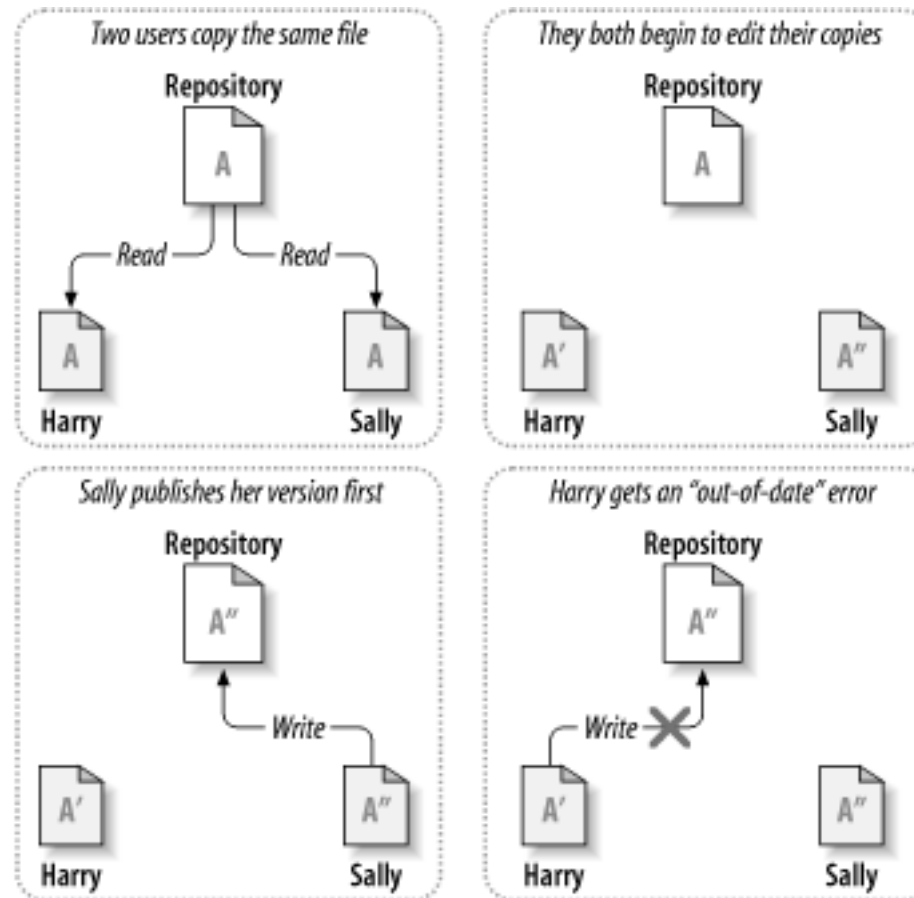 Two users copy the same file
Repository
A
Read Read
A A
Harry Sally
They both begin to edit their copies
Repository
A
A′ A″
Harry Sally
Sally publishes her version first
Repository
A″
Write
A′ A″
Harry Sally
Harry gets an “out-of-date” error
Repository
A″
Write
A′ A″
Harry Sally